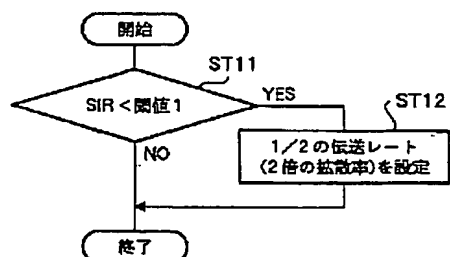 開始
ST11
SIR<閾値1
YES
ST12
NO
1/2の伝送レート
(2倍の拡散率)を設定
終了